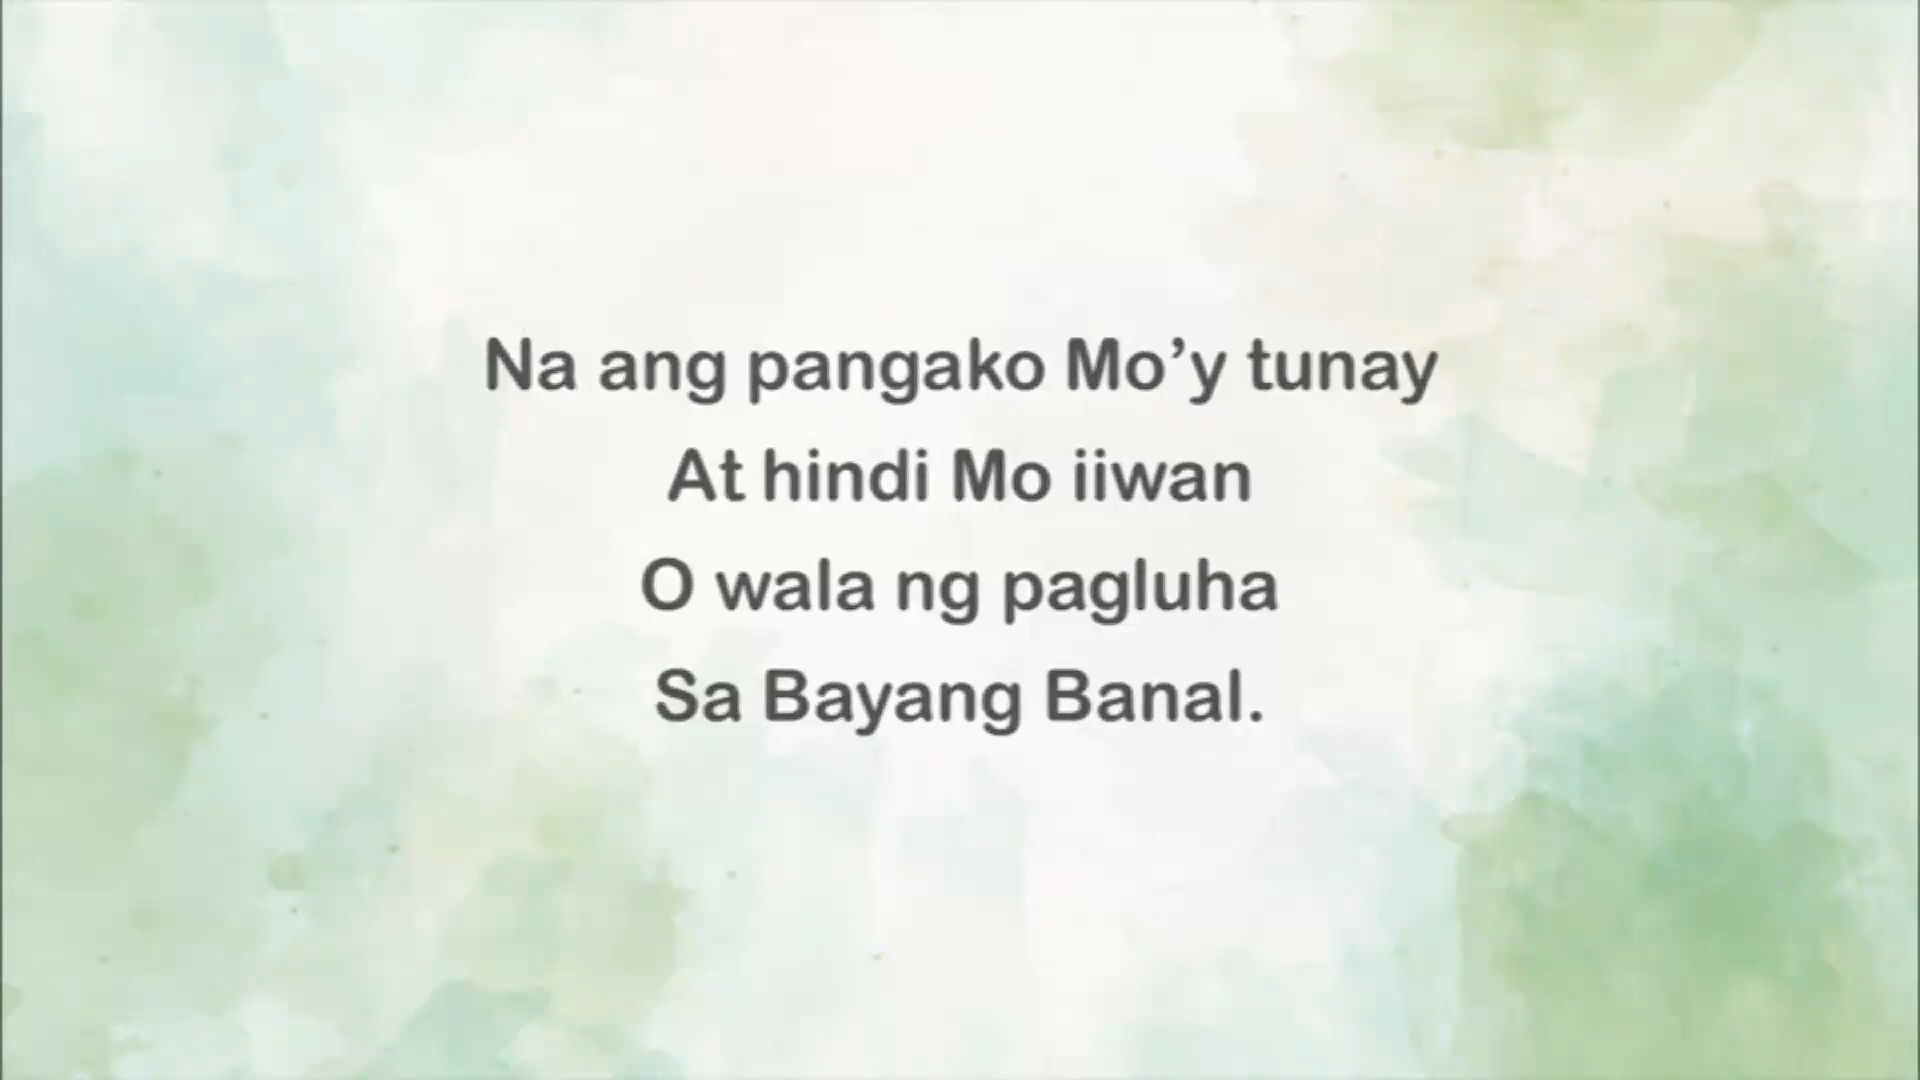 Na ang pangako Mo’y tunay
At hindi Mo iiwan
O wala ng pagluha
Sa Bayang Banal.